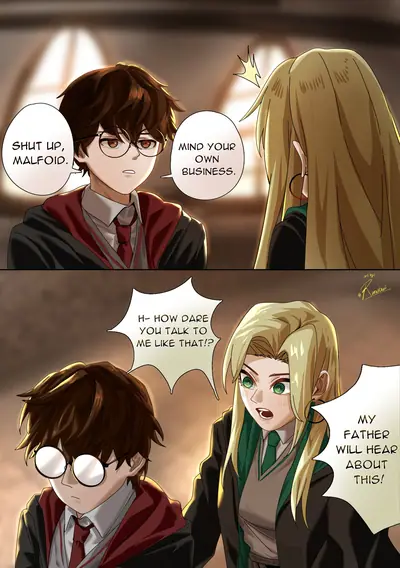 SHUT UP,
MALFOID.
MIND YOUR
OWN
BUSINESS.
H- HOW DARE
YOU TALK TO
ME LIKE THAT!?
MY
FATHER
WILL HEAR
ABOUT
THIS!